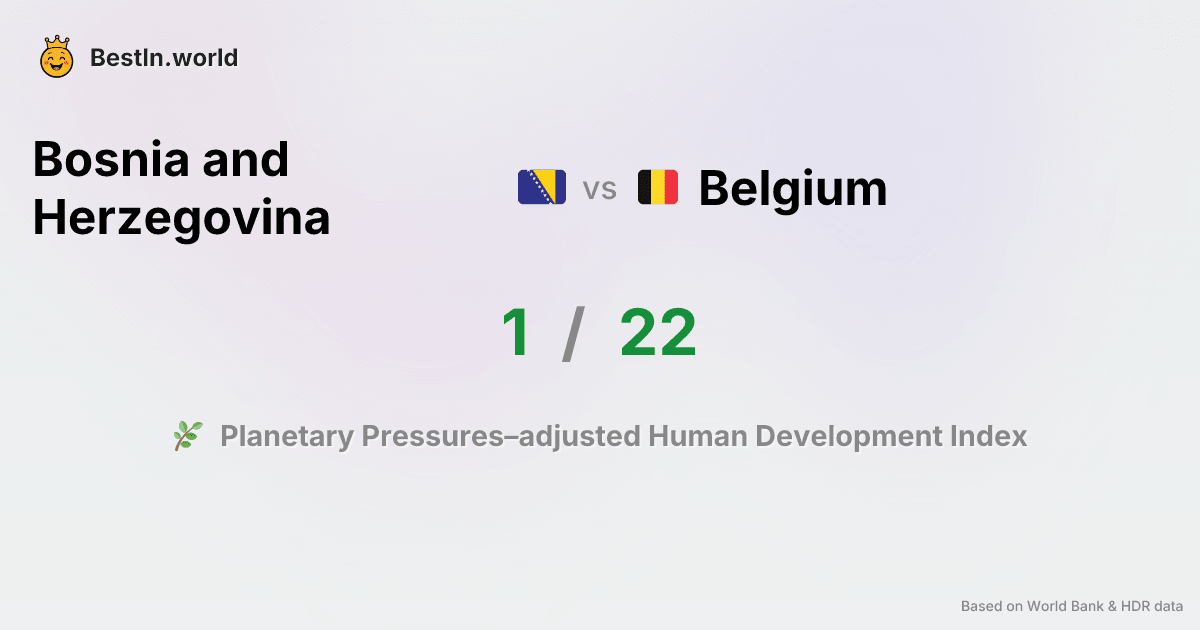 BestIn.world
Bosnia and
Herzegovina
vs
Belgium
1 / 22
Planetary Pressures–adjusted Human Development Index
Based on World Bank & HDR data